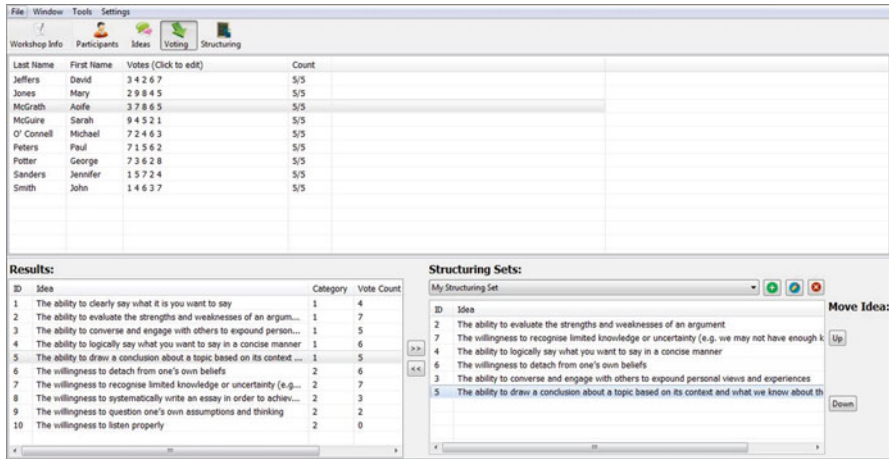 File Window Tools Settings
Workshop Info Participants Ideas Voting Structuring
Last Name First Name Votes (Click to edit) Count
Jeffers David 3 4 2 6 7 5/5
Jones Mary 2 9 8 4 5 5/5
McGrath Aoife 3 7 8 6 5 5/5
McGuire Sarah 9 4 5 2 1 5/5
O' Connell Michael 7 2 4 6 3 5/5
Peters Paul 7 1 5 6 2 5/5
Potter George 7 3 6 2 8 5/5
Sanders Jennifer 1 5 7 2 4 5/5
Smith John 1 4 6 3 7 5/5
Results:
ID Idea Category Vote Count
1 The ability to clearly say what it is you want to say 1 4
2 The ability to evaluate the strengths and weaknesses of an argum... 1 7
3 The ability to converse and engage with others to expound person... 1 5
4 The ability to logically say what you want to say in a concise manner 1 6
5 The ability to draw a conclusion about a topic based on its context ... 1 5
6 The willingness to detach from one's own beliefs 2 6
7 The willingness to recognise limited knowledge or uncertainty (e.g... 2 7
8 The willingness to systematically write an essay in order to achiev... 2 3
9 The willingness to question one's own assumptions and thinking 2 2
10 The willingness to listen properly 2 0
>>
<<
Structuring Sets:
My Structuring Set
ID Idea
2 The ability to evaluate the strengths and weaknesses of an argument
7 The willingness to recognise limited knowledge or uncertainty (e.g. we may not have enough k
4 The ability to logically say what you want to say in a concise manner
6 The willingness to detach from one's own beliefs
3 The ability to converse and engage with others to expound personal views and experiences
5 The ability to draw a conclusion about a topic based on its context and what we know about th
Move Idea:
Up
Down